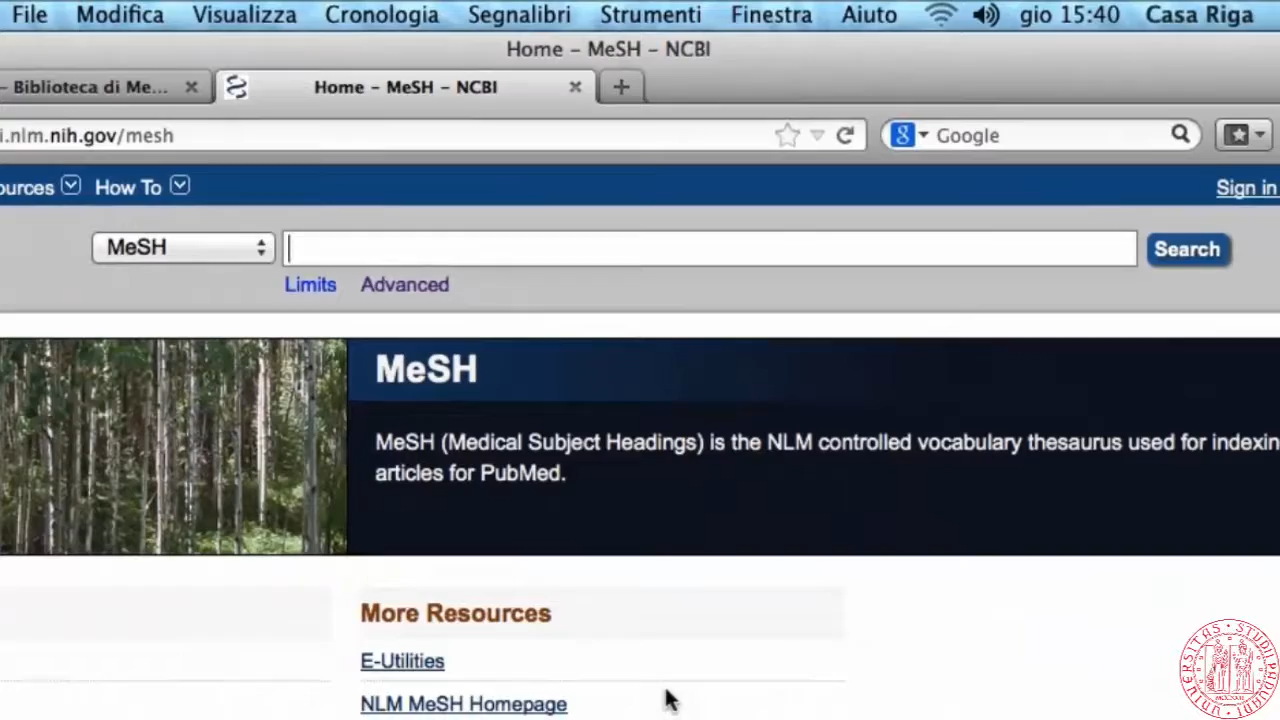 File Modifica Visualizza Cronologia Segnalibri Strumenti Finestra Aiuto gio 15:40 Casa Riga
Home – MeSH – NCBI
– Biblioteca di Me... Home – MeSH – NCBI
i.nlm.nih.gov/mesh Google
ources How To Sign in
MeSH Search
Limits Advanced
MeSH
MeSH (Medical Subject Headings) is the NLM controlled vocabulary thesaurus used for indexin
articles for PubMed.
More Resources
E-Utilities
NLM MeSH Homepage